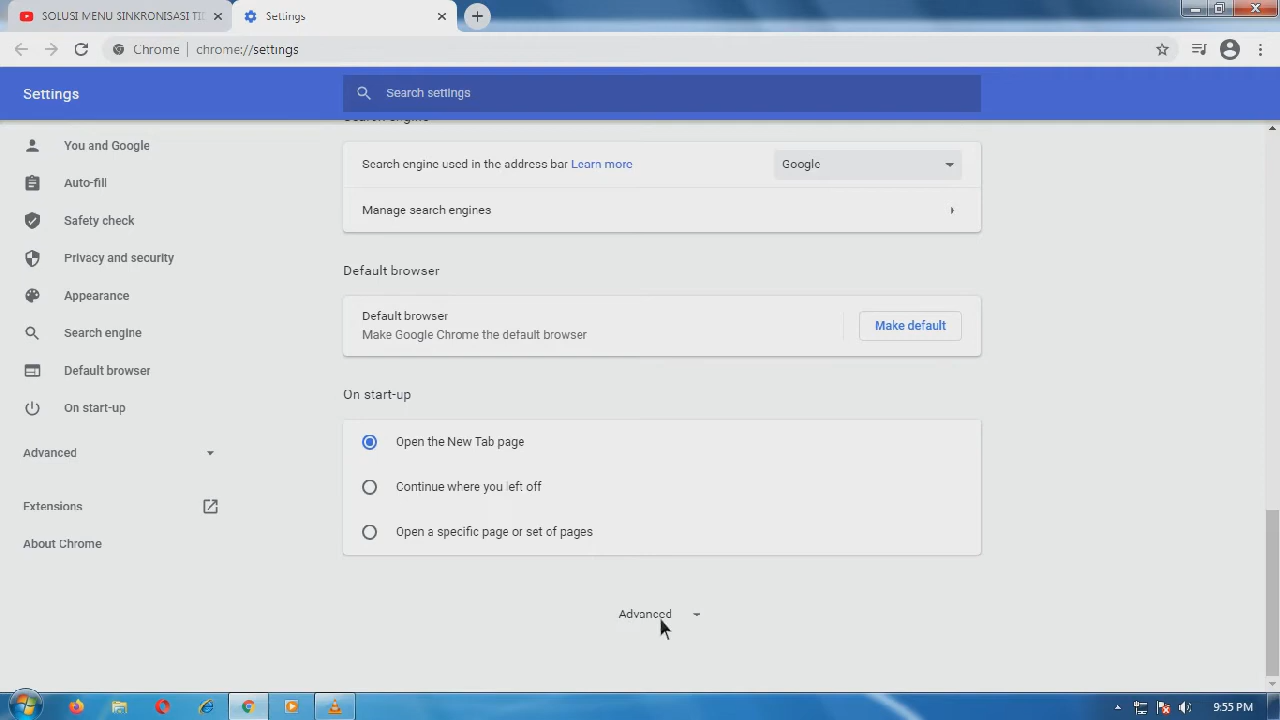 SOLUSI MENU SINKRONISASI TI
Settings
Chrome
chrome://settings
Settings
Search settings
You and Google
Auto-fill
Safety check
Privacy and security
Appearance
Search engine
Default browser
On start-up
Advanced
Extensions
About Chrome
Search engine
Search engine used in the address bar Learn more
Google
Manage search engines
Default browser
Default browser
Make Google Chrome the default browser
Make default
On start-up
Open the New Tab page
Continue where you left off
Open a specific page or set of pages
Advanced
9:55 PM